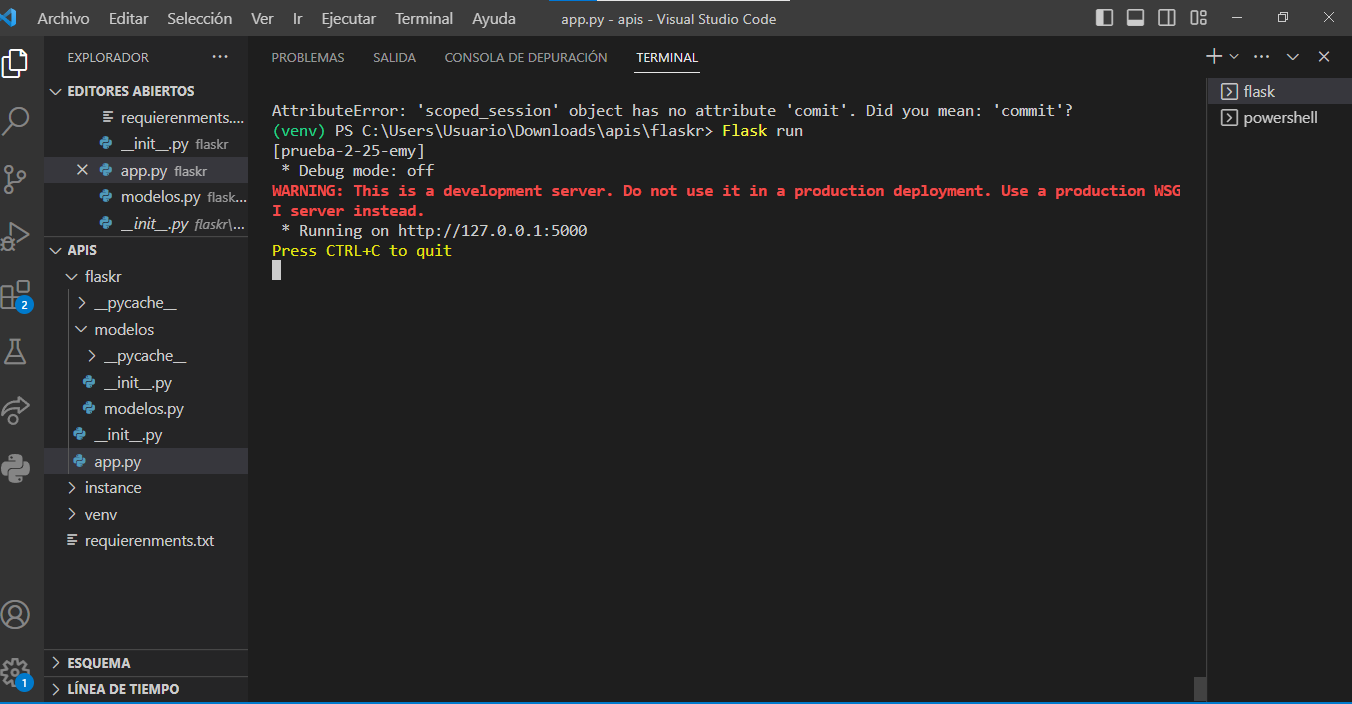 Archivo Editar Selección Ver Ir Ejecutar Terminal Ayuda app.py - apis - Visual Studio Code
EXPLORADOR ...
EDITORES ABIERTOS
requierenments....
__init__.py flaskr
app.py flaskr
modelos.py flask...
__init__.py flaskr\...
APIS
flaskr
__pycache__
modelos
__pycache__
__init__.py
modelos.py
__init__.py
app.py
instance
venv
requierenments.txt
ESQUEMA
LÍNEA DE TIEMPO
2
1
PROBLEMAS SALIDA CONSOLA DE DEPURACIÓN TERMINAL
AttributeError: 'scoped_session' object has no attribute 'comit'. Did you mean: 'commit'?
(venv) PS C:\Users\Usuario\Downloads\apis\flaskr> Flask run
[prueba-2-25-emy]
* Debug mode: off
WARNING: This is a development server. Do not use it in a production deployment. Use a production WSG
I server instead.
* Running on http://127.0.0.1:5000
Press CTRL+C to quit
flask
powershell